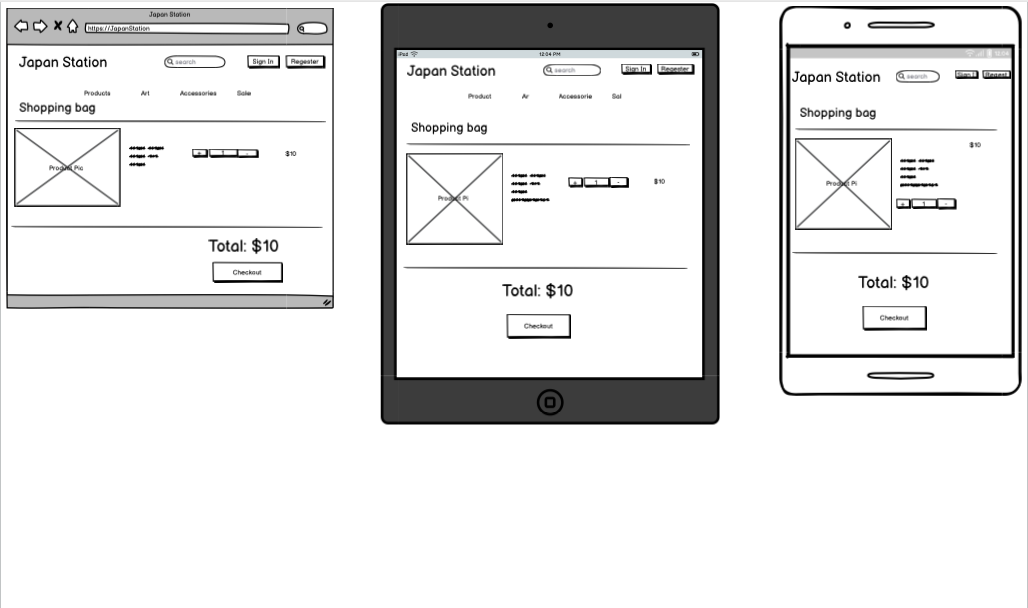 Japan Station
https://JapanStation
Japan Station
search
Sign In
Regester
Products Art Accessories Sale
Shopping bag
Product Pic
+ 1 -
$10
Total: $10
Checkout
iPad
12:04 PM
Japan Station
search
Sign In
Regester
Product Ar Accessorie Sal
Shopping bag
Product Pi
+ 1 -
$10
Total: $10
Checkout
12:04
Japan Station
search
Sign I
Regest
Shopping bag
$10
Product Pi
+ 1 -
Total: $10
Checkout